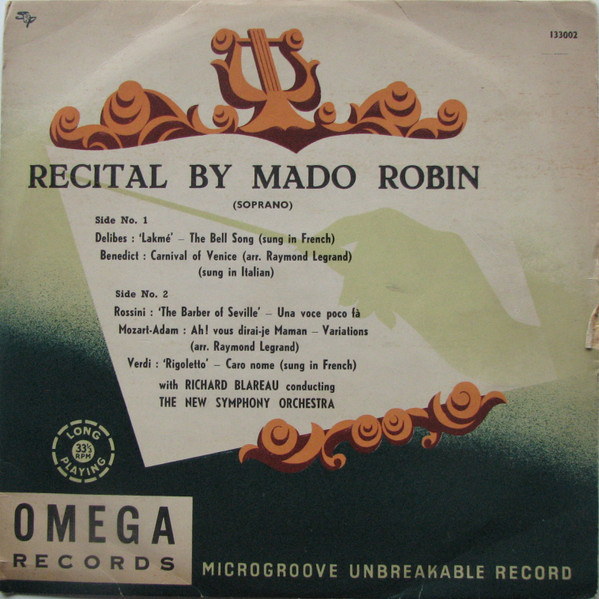 133002
RECITAL BY MADO ROBIN
(SOPRANO)
Side No. 1
Delibes : 'Lakmé' – The Bell Song (sung in French)
Benedict : Carnival of Venice (arr. Raymond Legrand)
(sung in Italian)
Side No. 2
Rossini : 'The Barber of Seville' – Una voce poco fà
Mozart-Adam : Ah! vous dirai-je Maman – Variations
(arr. Raymond Legrand)
Verdi : 'Rigoletto' – Caro nome (sung in French)
with RICHARD BLAREAU conducting
THE NEW SYMPHONY ORCHESTRA
LONG
33⅓
RPM
PLAYING
OMEGA
RECORDS
MICROGROOVE UNBREAKABLE RECORD